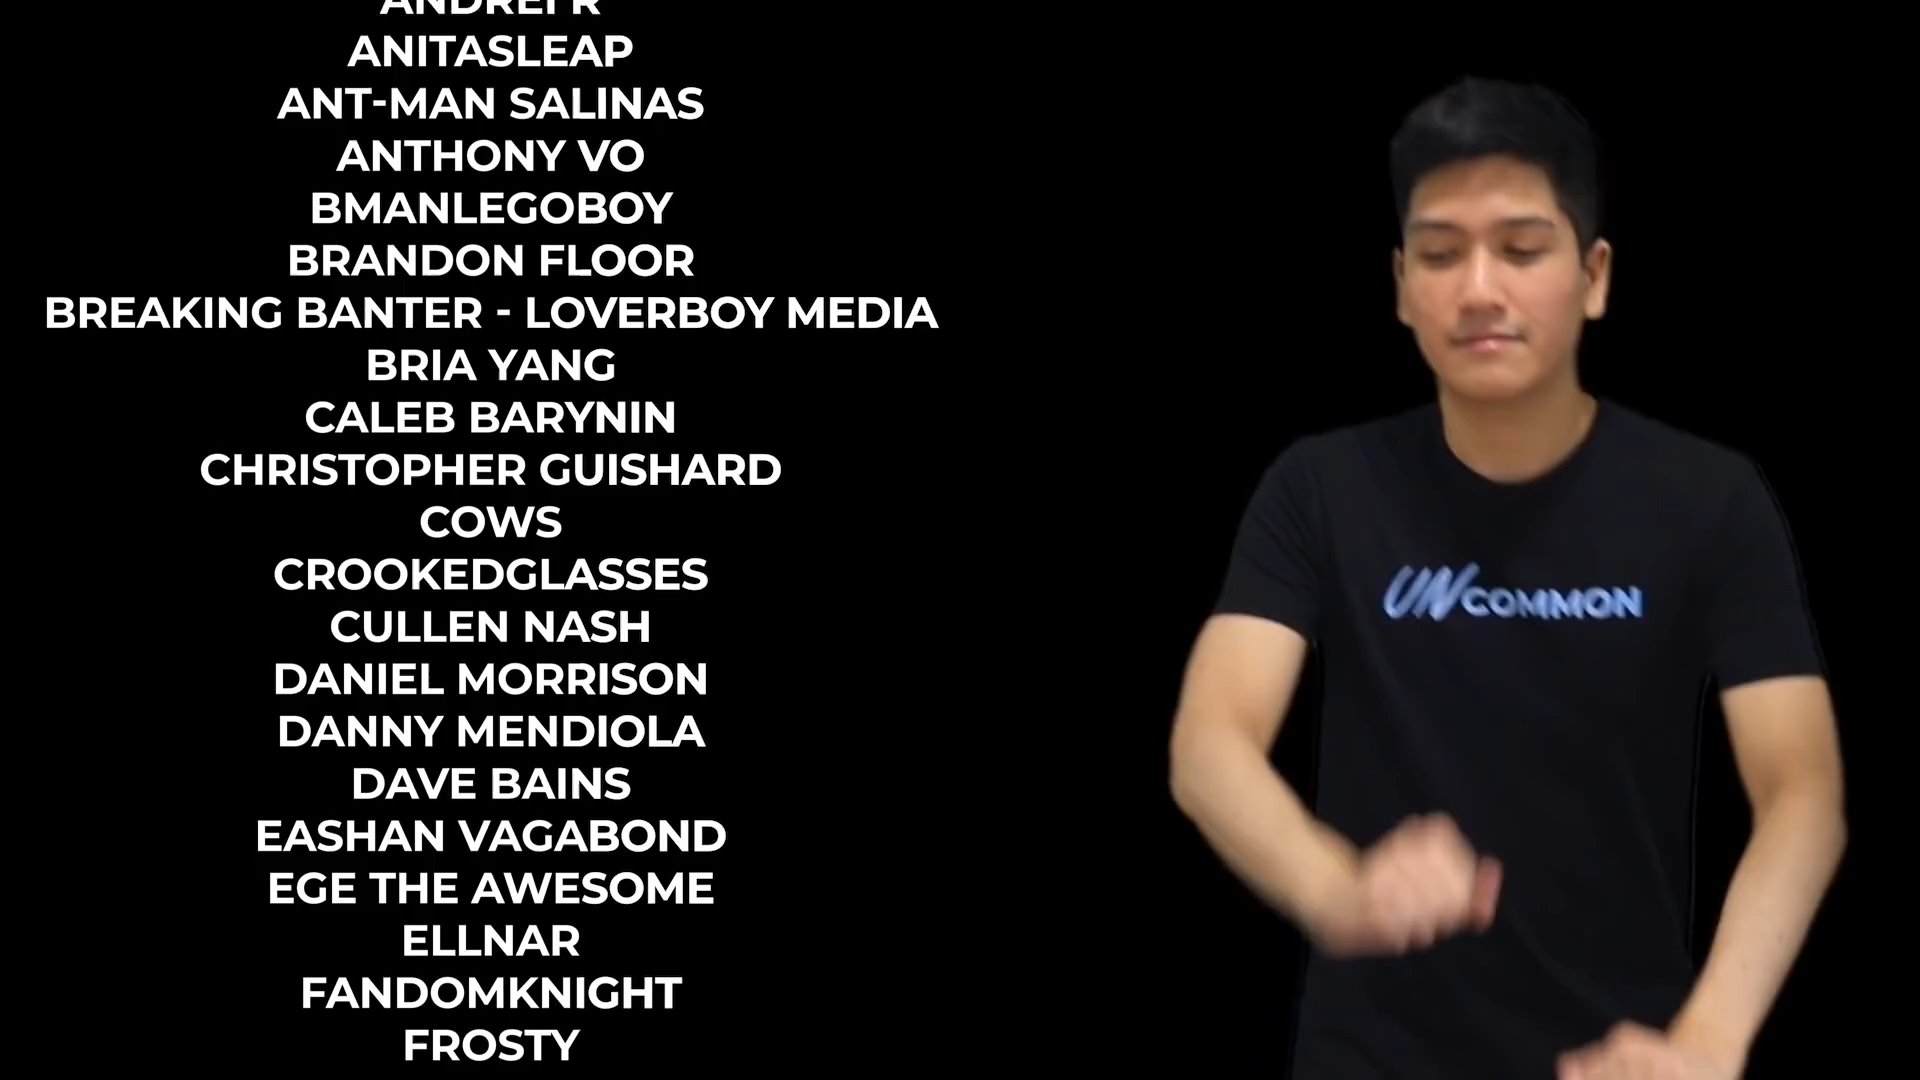 ANDREI R
ANITASLEAP
ANT-MAN SALINAS
ANTHONY VO
BMANLEGOBOY
BRANDON FLOOR
BREAKING BANTER - LOVERBOY MEDIA
BRIA YANG
CALEB BARYNIN
CHRISTOPHER GUISHARD
COWS
CROOKEDGLASSES
CULLEN NASH
DANIEL MORRISON
DANNY MENDIOLA
DAVE BAINS
EASHAN VAGABOND
EGE THE AWESOME
ELLNAR
FANDOMKNIGHT
FROSTY
UNCOMMON